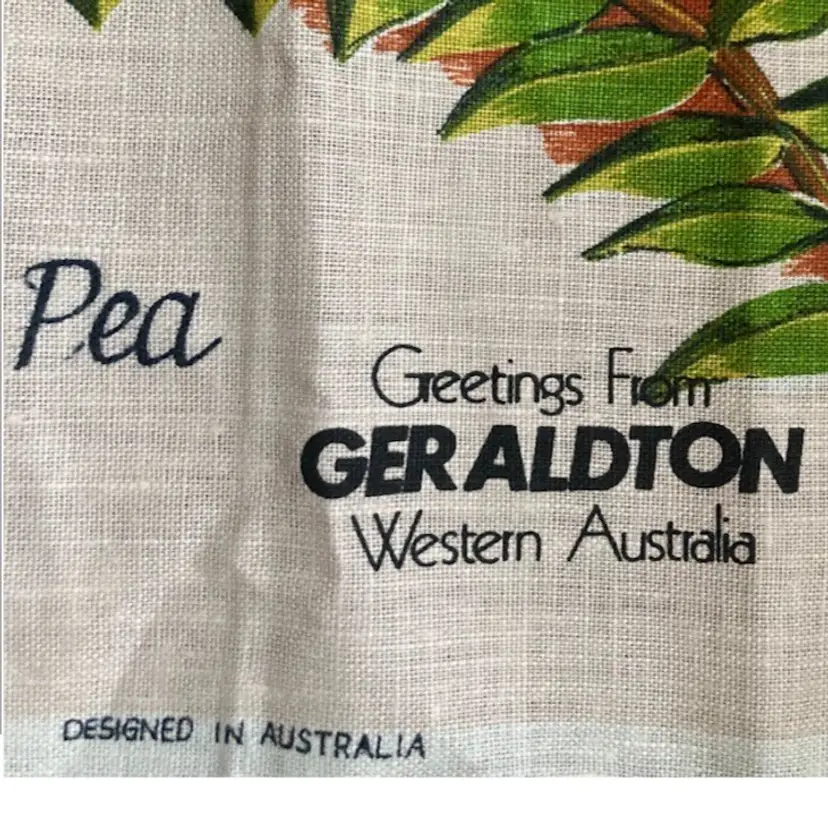 Pea
Greetings From
GERALDTON
Western Australia
DESIGNED IN AUSTRALIA